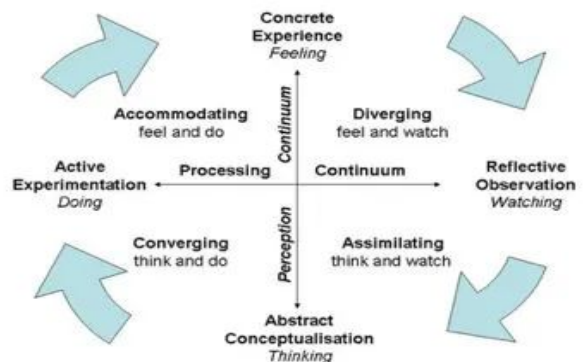 Concrete
Experience
Feeling
Continuum
Accommodating
feel and do
Diverging
feel and watch
Active
Experimentation
Doing
Processing
Continuum
Reflective
Observation
Watching
Converging
think and do
Perception
Assimilating
think and watch
Abstract
Conceptualisation
Thinking